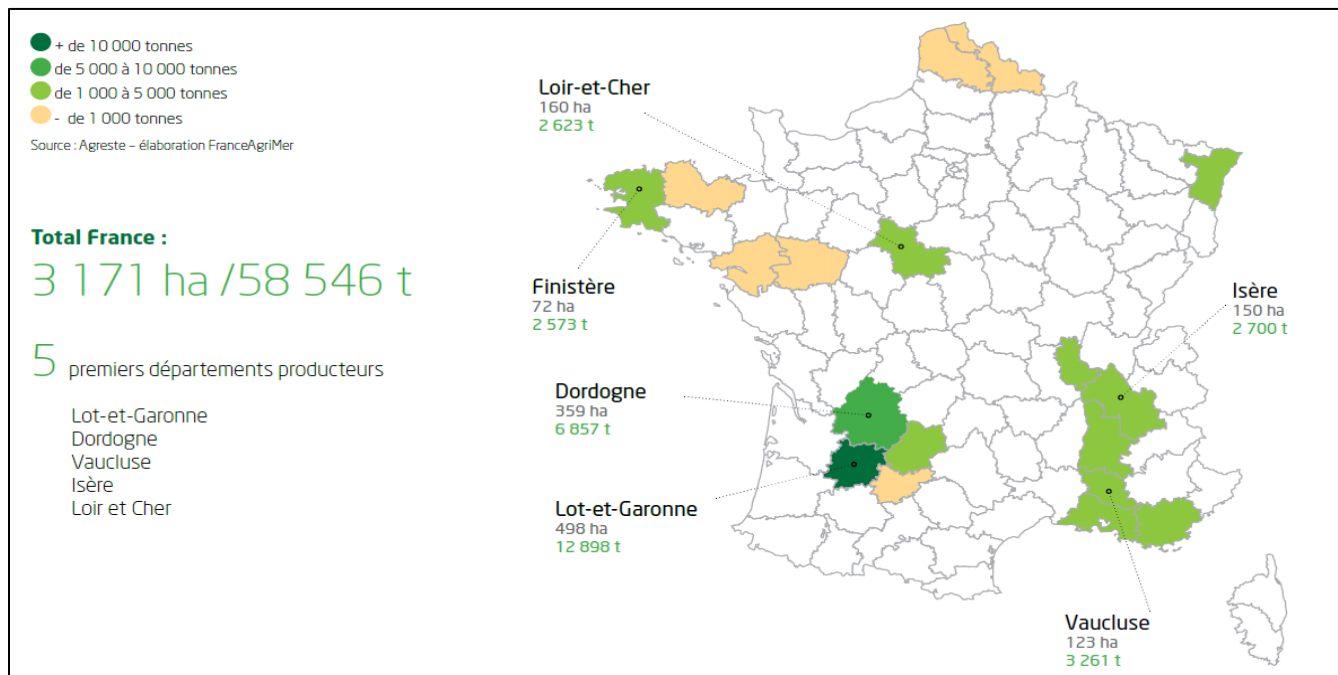 + de 10 000 tonnes
de 5 000 à 10 000 tonnes
de 1 000 à 5 000 tonnes
- de 1 000 tonnes
Source : Agreste – élaboration FranceAgriMer
Total France :
3 171 ha /58 546 t
5 premiers départements producteurs
Lot-et-Garonne
Dordogne
Vaucluse
Isère
Loir et Cher
Loir-et-Cher
160 ha
2 623 t
Finistère
72 ha
2 573 t
Isère
150 ha
2 700 t
Dordogne
359 ha
6 857 t
Lot-et-Garonne
498 ha
12 898 t
Vaucluse
123 ha
3 261 t